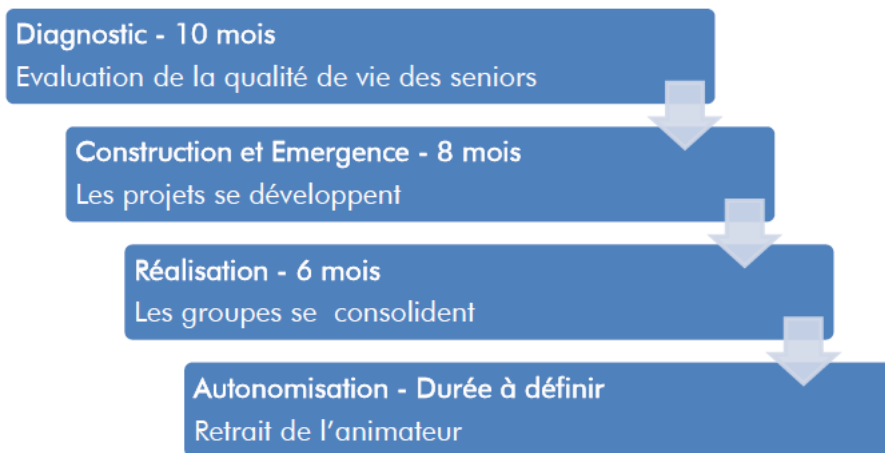 Diagnostic - 10 mois
Evaluation de la qualité de vie des seniors
Construction et Emergence - 8 mois
Les projets se développent
Réalisation - 6 mois
Les groupes se consolident
Autonomisation - Durée à définir
Retrait de l'animateur